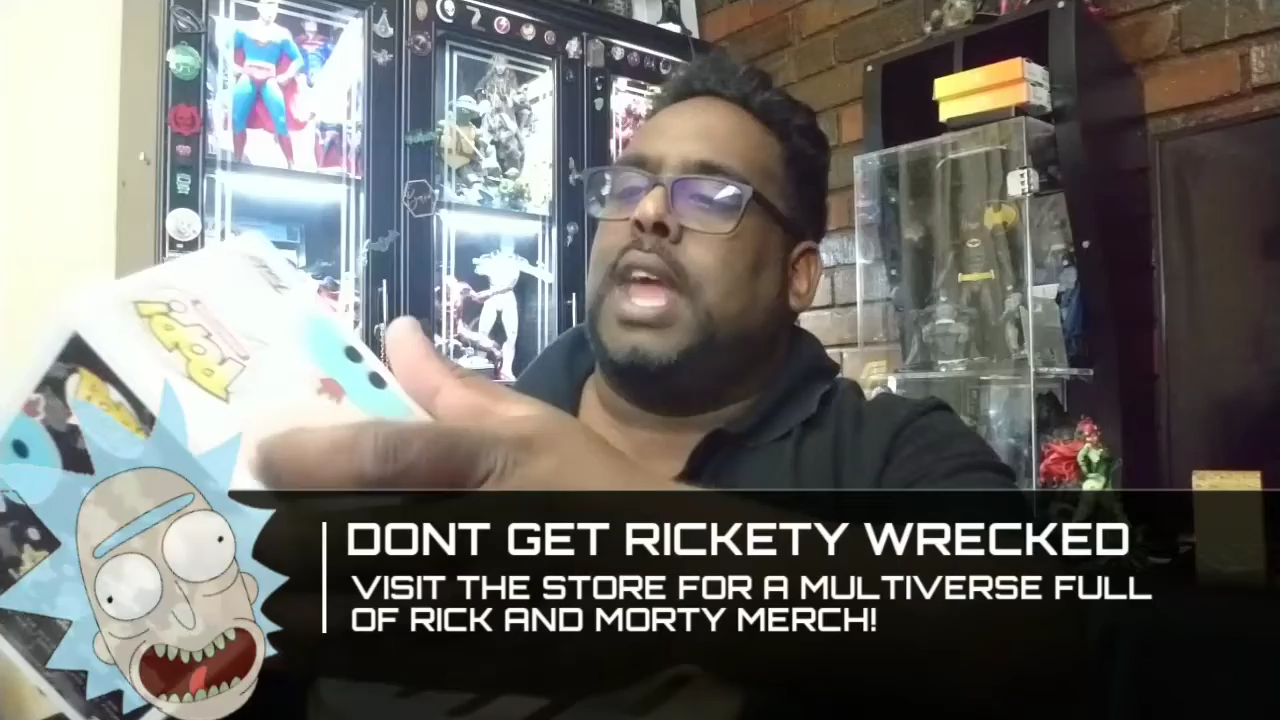 POP!
DONT GET RICKETY WRECKED
VISIT THE STORE FOR A MULTIVERSE FULL
OF RICK AND MORTY MERCH!